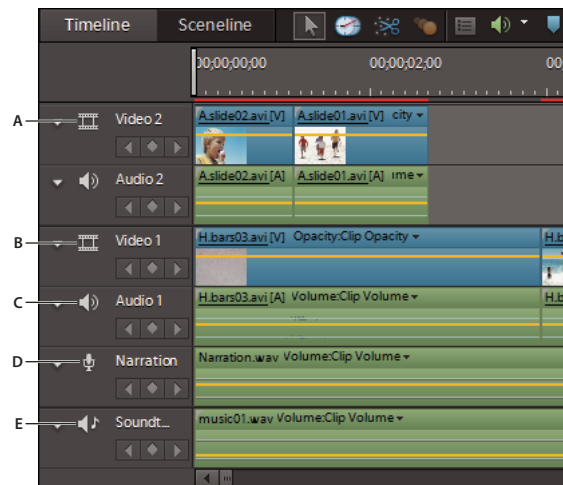 Timeline Sceneline
00;00;00;00 00;00;02;00 00
A Video 2 A.slide02.avi [V] A.slide01.avi [V] city
Audio 2 A.slide02.avi [A] A.slide01.avi [A] ıme
B Video 1 H.bars03.avi [V] Opacity:Clip Opacity H.b
C Audio 1 H.bars03.avi [A] Volume:Clip Volume H.b
D Narration Narration.wav Volume:Clip Volume
E Soundt... music01.wav Volume:Clip Volume